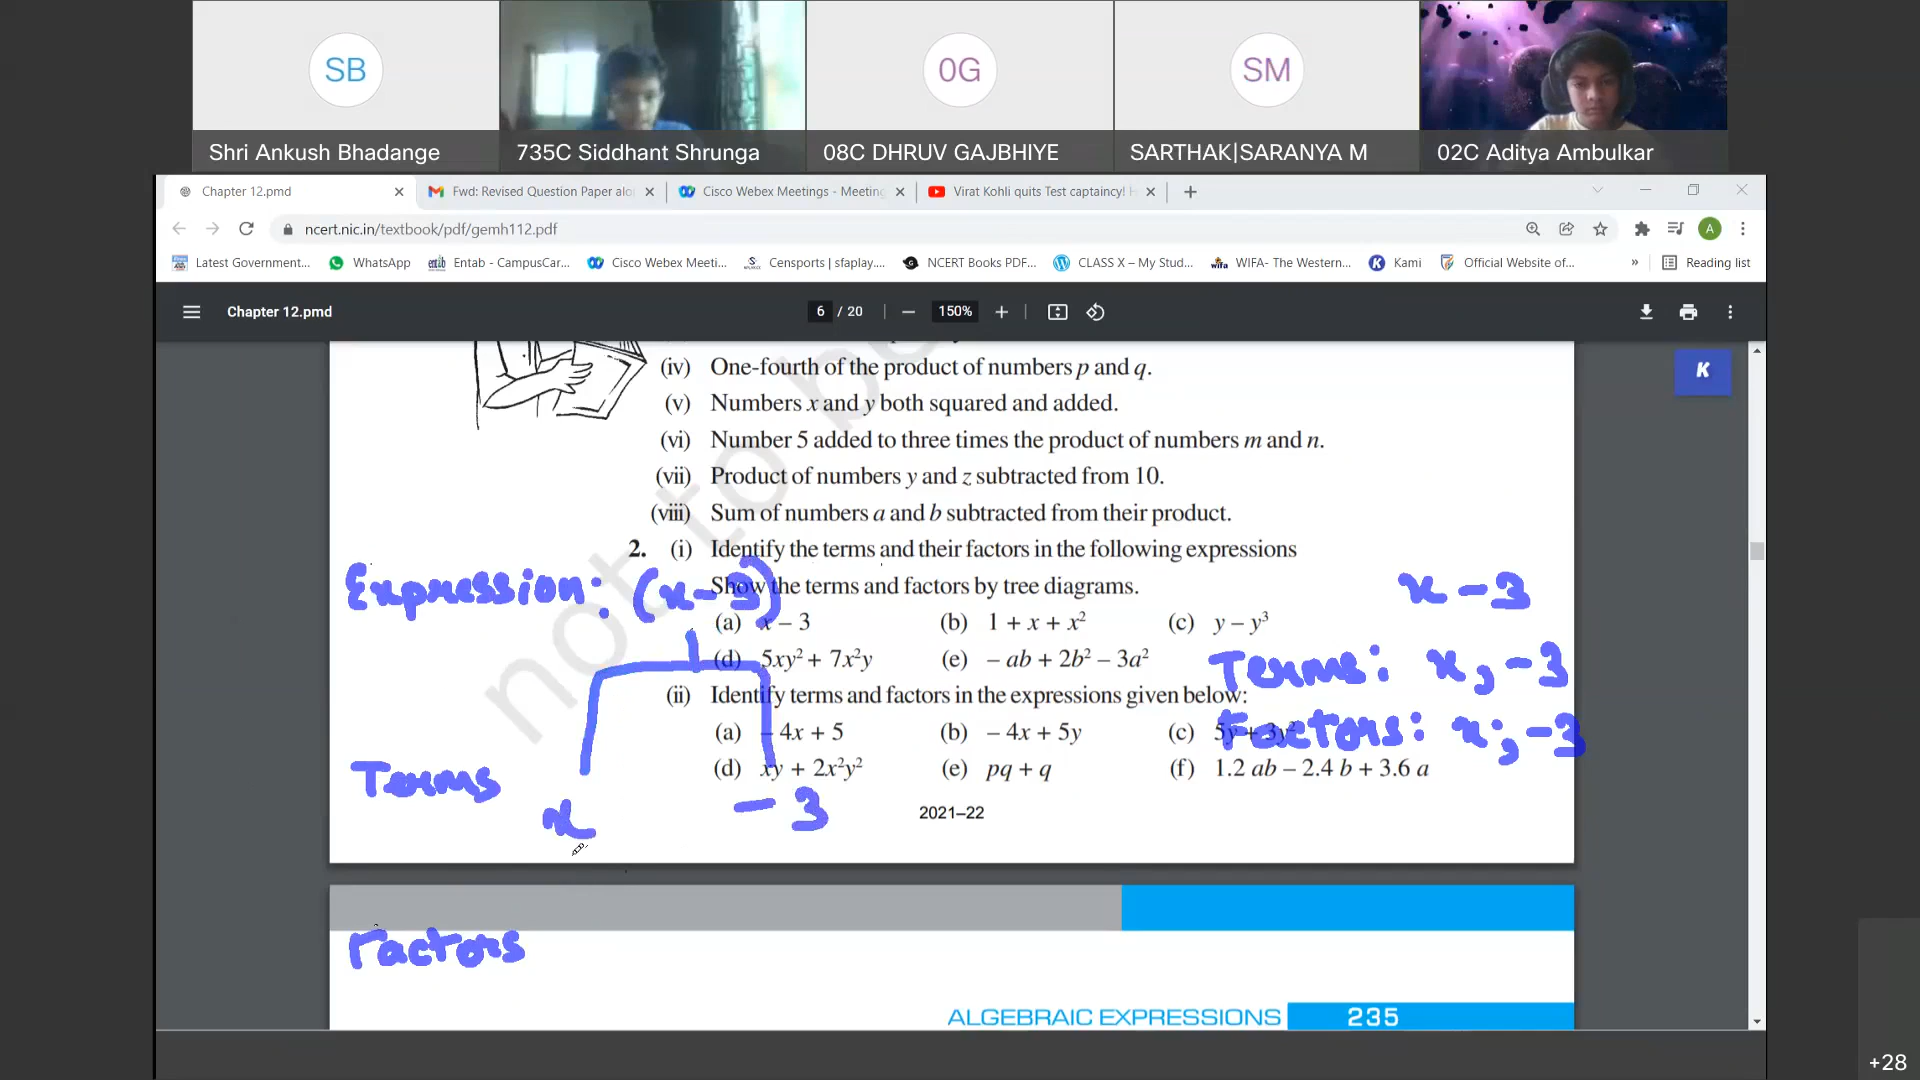 SB
0G
SM
Shri Ankush Bhadange
735C Siddhant Shrunga
08C DHRUV GAJBHIYE
SARTHAK|SARANYA M
02C Aditya Ambulkar
Chapter 12.pmd
Fwd: Revised Question Paper alo
Cisco Webex Meetings - Meeting
Virat Kohli quits Test captaincy! H
ncert.nic.in/textbook/pdf/gemh112.pdf
A
Latest Government...
WhatsApp
Entab - CampusCar...
Cisco Webex Meeti...
Censports | sfaplay....
NCERT Books PDF...
CLASS X – My Stud...
WIFA- The Western...
Kami
Official Website of...
»
Reading list
Chapter 12.pmd
6 / 20
150%
K
(iv) One-fourth of the product of numbers p and q.
(v) Numbers x and y both squared and added.
(vi) Number 5 added to three times the product of numbers m and n.
(vii) Product of numbers y and z subtracted from 10.
(viii) Sum of numbers a and b subtracted from their product.
2. (i) Identify the terms and their factors in the following expressions
Show the terms and factors by tree diagrams.
(a) x – 3 (b) 1 + x + x² (c) y – y³
(d) 5xy² + 7x²y (e) – ab + 2b² – 3a²
(ii) Identify terms and factors in the expressions given below:
(a) – 4x + 5 (b) – 4x + 5y (c) 5y + 3y²
(d) xy + 2x²y² (e) pq + q (f) 1.2 ab – 2.4 b + 3.6 a
2021–22
not to be
Expression: (x-3)
Terms
x -3
Factors
x-3
Terms: x, -3
Factors: x; -3
ALGEBRAIC EXPRESSIONS 235
+28